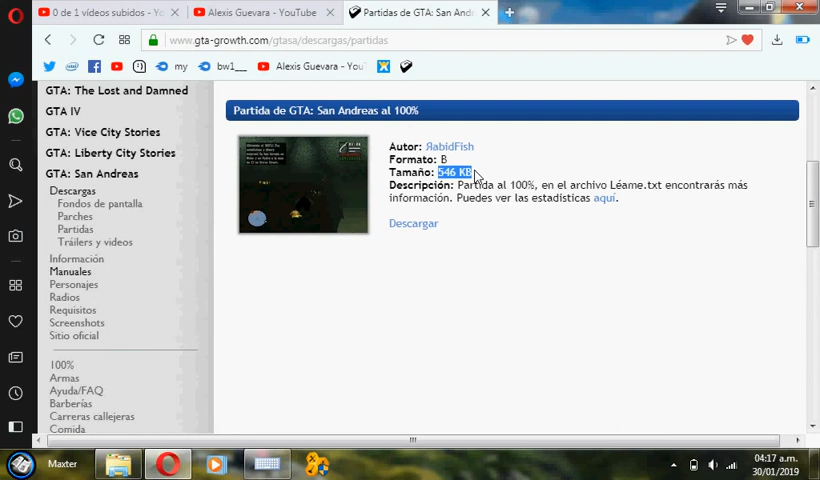 0 de 1 vídeos subidos - Yo
Alexis Guevara - YouTube
Partidas de GTA: San Andr
www.gta-growth.com/gtasa/descargas/partidas
my
bw1__
Alexis Guevara - YouT
GTA: The Lost and Damned
GTA IV
GTA: Vice City Stories
GTA: Liberty City Stories
GTA: San Andreas
Descargas
Fondos de pantalla
Parches
Partidas
Tráilers y videos
Información
Manuales
Personajes
Radios
Requisitos
Screenshots
Sitio oficial
100%
Armas
Ayuda/FAQ
Barberías
Carreras callejeras
Comida
Partida de GTA: San Andreas al 100%
Autor: ЯabidFish
Formato: B
Tamaño: 546 KB
Descripción: Partida al 100%, en el archivo Léame.txt encontrarás más
información. Puedes ver las estadísticas aquí.
Descargar
Maxter
04:17 a.m.
30/01/2019